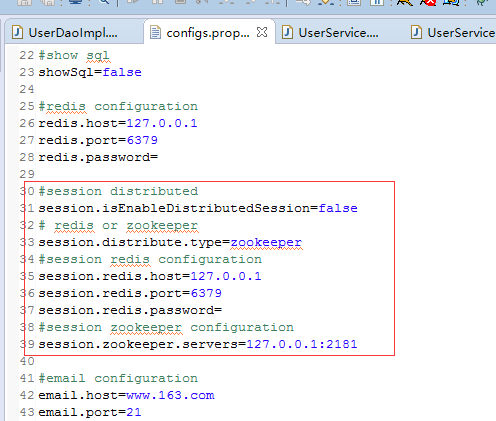 UserDaoImpl....
configs.prop...
UserService....
UserService
22 #show sql
23 showSql=false
24
25 #redis configuration
26 redis.host=127.0.0.1
27 redis.port=6379
28 redis.password=
29
30 #session distributed
31 session.isEnableDistributedSession=false
32 # redis or zookeeper
33 session.distribute.type=zookeeper
34 #session redis configuration
35 session.redis.host=127.0.0.1
36 session.redis.port=6379
37 session.redis.password=
38 #session zookeeper configuration
39 session.zookeeper.servers=127.0.0.1:2181
40
41 #email configuration
42 email.host=www.163.com
43 email.port=21